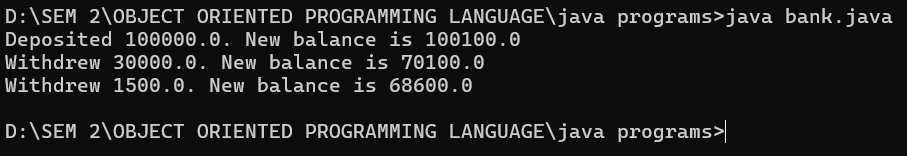 D:\SEM 2\OBJECT ORIENTED PROGRAMMING LANGUAGE\java programs>java bank.java
Deposited 100000.0. New balance is 100100.0
Withdrew 30000.0. New balance is 70100.0
Withdrew 1500.0. New balance is 68600.0
D:\SEM 2\OBJECT ORIENTED PROGRAMMING LANGUAGE\java programs>